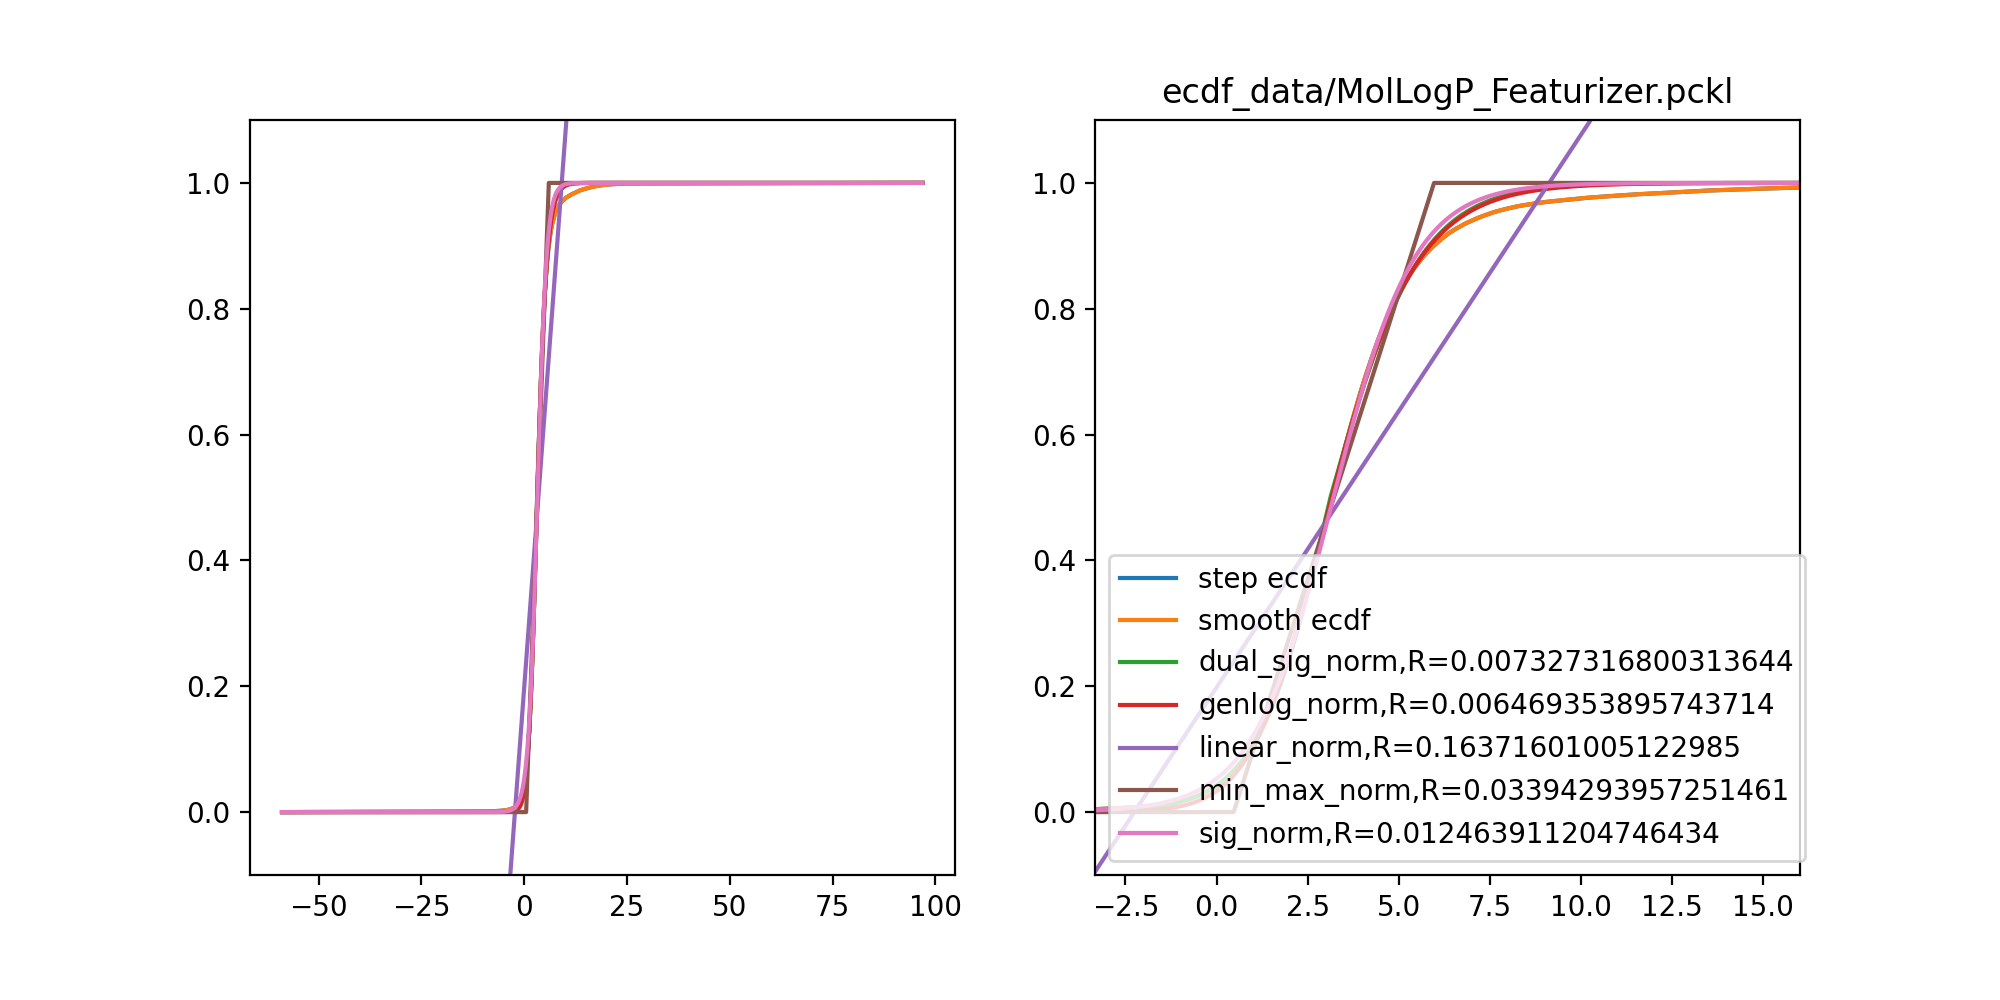 ecdf_data/MolLogP_Featurizer.pckl
1.0
0.8
0.6
0.4
0.2
0.0
−50 −25 0 25 50 75 100
1.0
0.8
0.6
0.4
0.2
0.0
step ecdf
smooth ecdf
dual_sig_norm,R=0.007327316800313644
genlog_norm,R=0.006469353895743714
linear_norm,R=0.16371601005122985
min_max_norm,R=0.03394293957251461
sig_norm,R=0.012463911204746434
−2.5 0.0 2.5 5.0 7.5 10.0 12.5 15.0